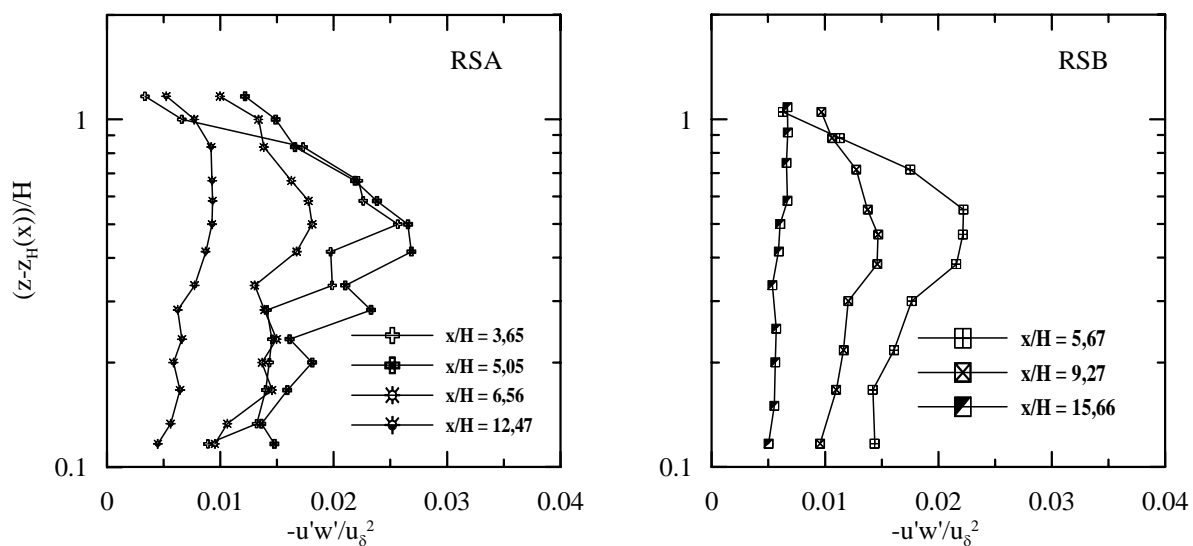 RSA
1
0.1
(z-z_H(x))/H
x/H = 3,65
x/H = 5,05
x/H = 6,56
x/H = 12,47
0 0.01 0.02 0.03 0.04
-u'w'/u_δ²
RSB
1
0.1
x/H = 5,67
x/H = 9,27
x/H = 15,66
0 0.01 0.02 0.03 0.04
-u'w'/u_δ²